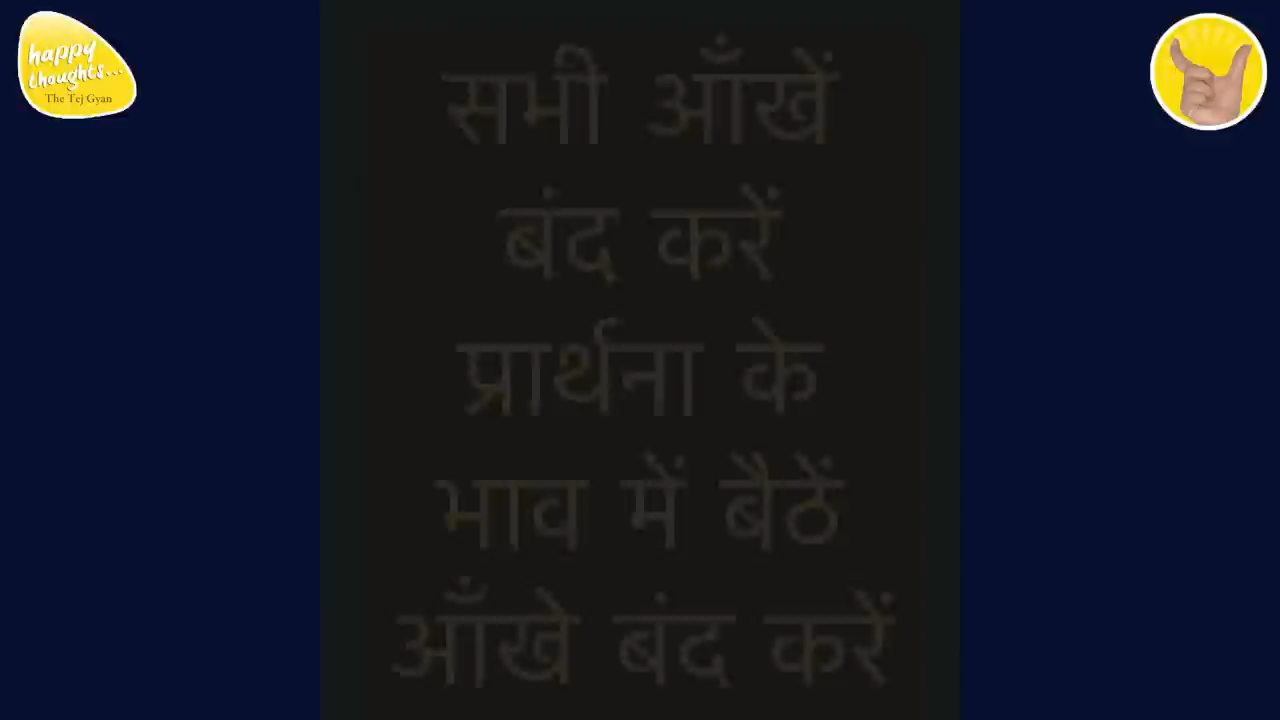 happy
thoughts...
The Tej Gyan
सभी आँखें
बंद करें
प्रार्थना के
भाव में बैठें
आँखे बंद करें